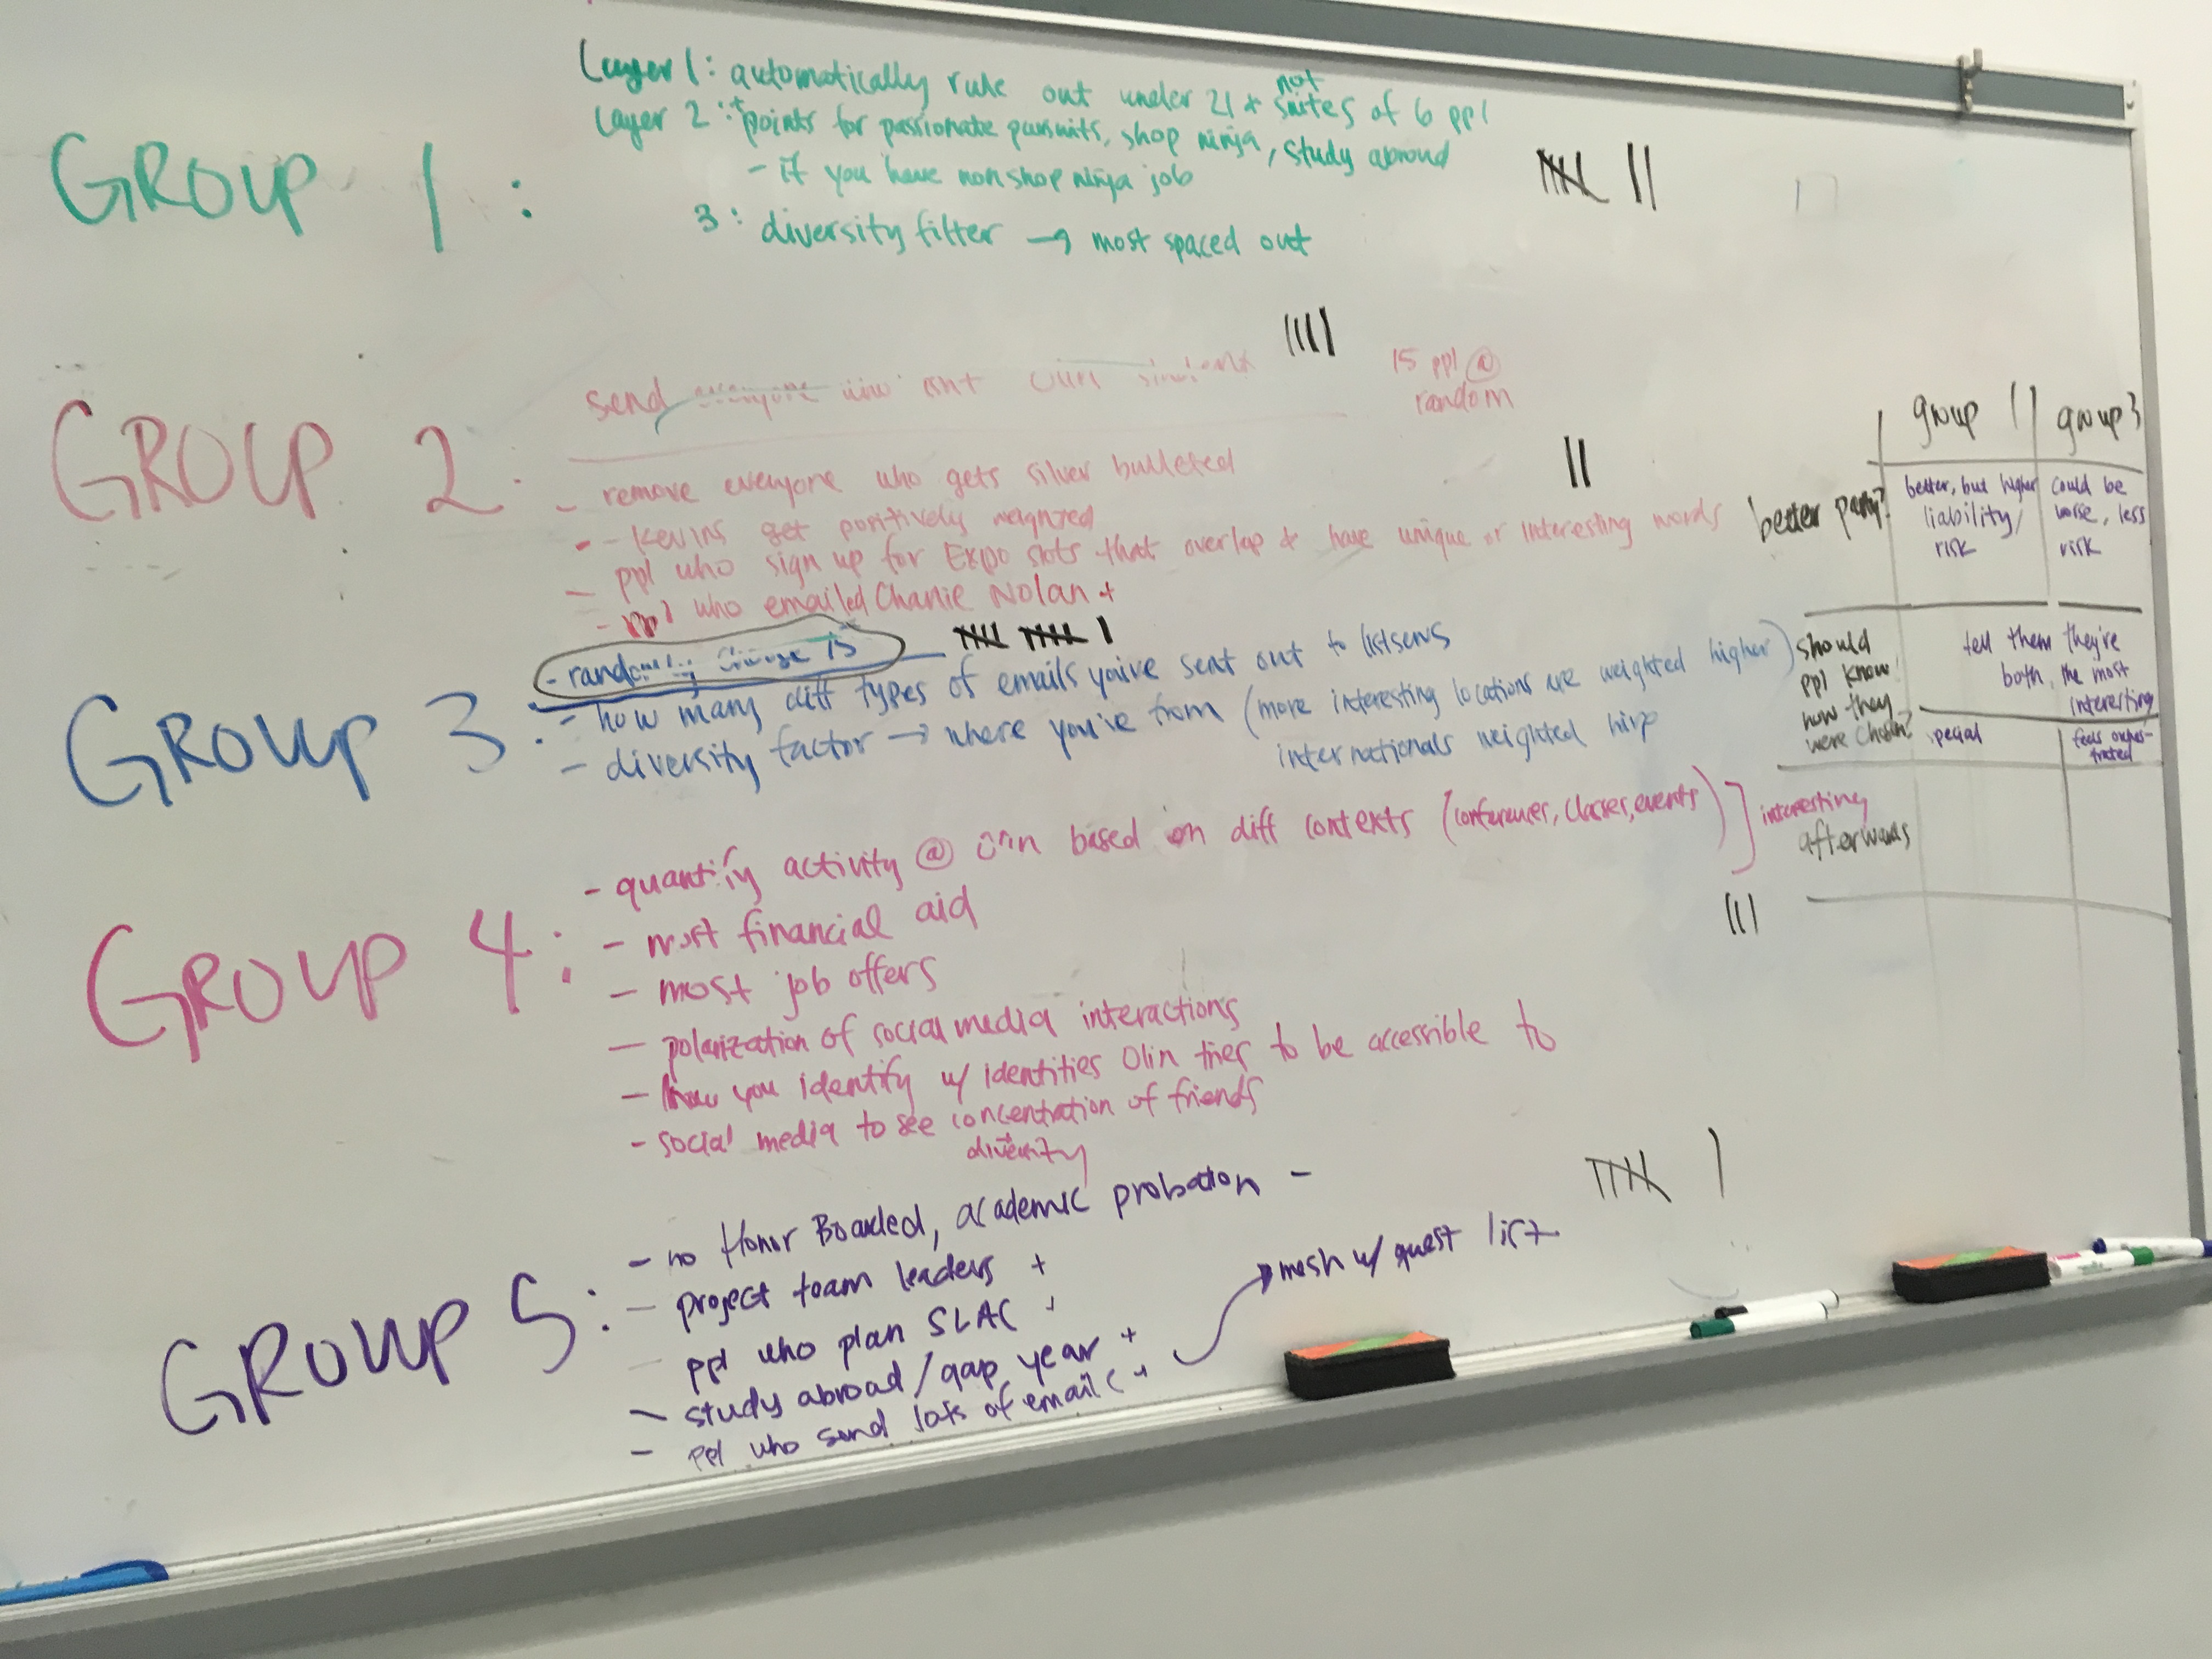 GROUP 1:
Layer 1: automatically rule out under 21 & not suites of 6 ppl
Layer 2: + points for passionate pursuits, shop ninja, study abroad
- if you have non shop ninja job
3: diversity filter → most spaced out
GROUP 2:
send everyone who isnt
15 ppl @
random
- remove everyone who gets silver bulleted
- Kevins get positively weighted
- ppl who sign up for EXPO slots that overlap & have unique or interesting words
- ppl who emailed Charlie Nolan +
GROUP 3:
- randomly choose 15
- how many diff types of emails you've sent out to listservs
- diversity factor → where you've from (more interesting locations are weighted higher)
internationals weighted
GROUP 4:
- quantify activity @ Olin based on diff contexts (conferences, classes, events)
- most financial aid
- most job offers
- polarization of social media interactions
- how you identify w/ identities Olin tries to be accessible to
- social media to see concentration of friends
diversity
GROUP 5:
- no Honor Boarded, academic probation -
- project team leaders +
- ppl who plan SLAC +
- study abroad / gap year +
- ppl who send lots of emails +
mesh w/ guest list
group 1
group 3
better party?
better, but higher
liability/
risk
could be
worse, less
risk
should
ppl know
how they
were chosen?
tell them they're
both, the most
interesting
special
feels orches-
trated
interesting
afterwards